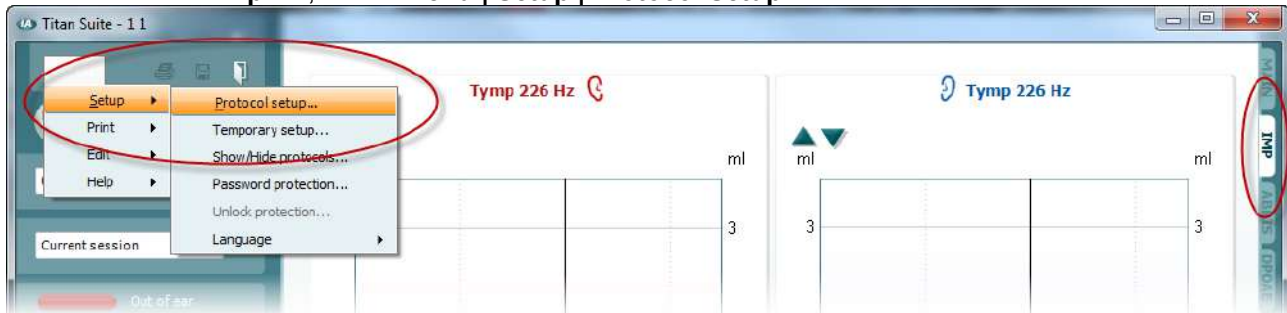 Titan Suite - 1 1
Setup
Print
Edit
Help
Protocol setup...
Temporary setup...
Show/Hide protocols...
Password protection...
Unlock protection...
Language
Current session
Out of ear
Tymp 226 Hz
ml
3
Tymp 226 Hz
ml
ml
3
3
MAIN
IMP
ABRIS
DPOAE